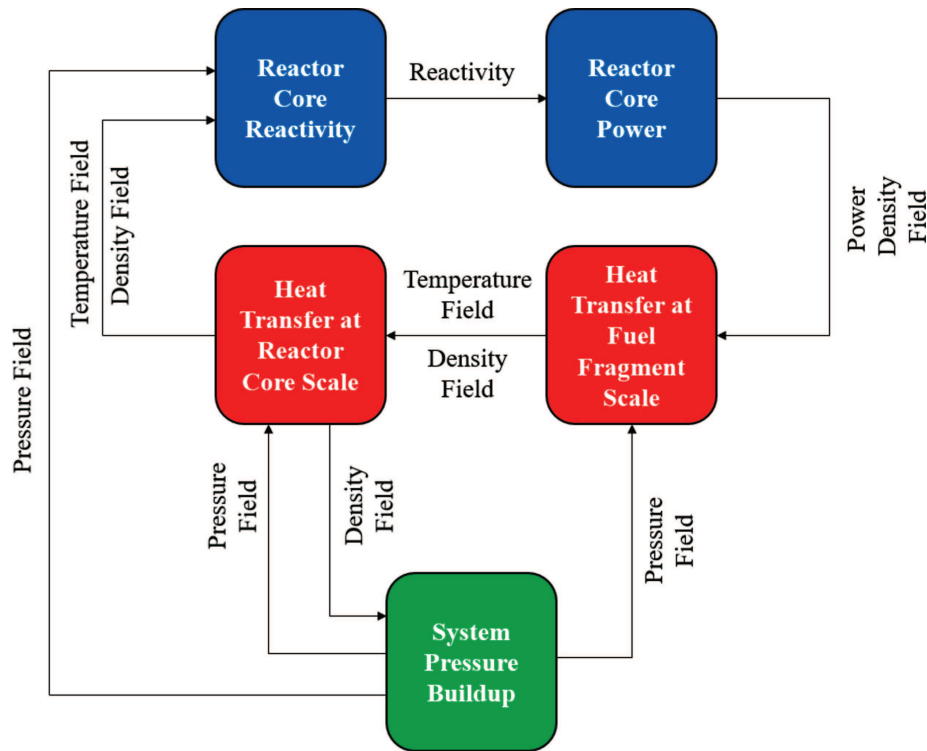 Reactor
Core
Reactivity
Reactivity
Reactor
Core
Power
Temperature Field
Density Field
Power
Density
Field
Heat
Transfer at
Reactor
Core Scale
Temperature
Field
Density
Field
Heat
Transfer at
Fuel
Fragment
Scale
Pressure Field
Pressure
Field
Density
Field
Pressure
Field
System
Pressure
Buildup